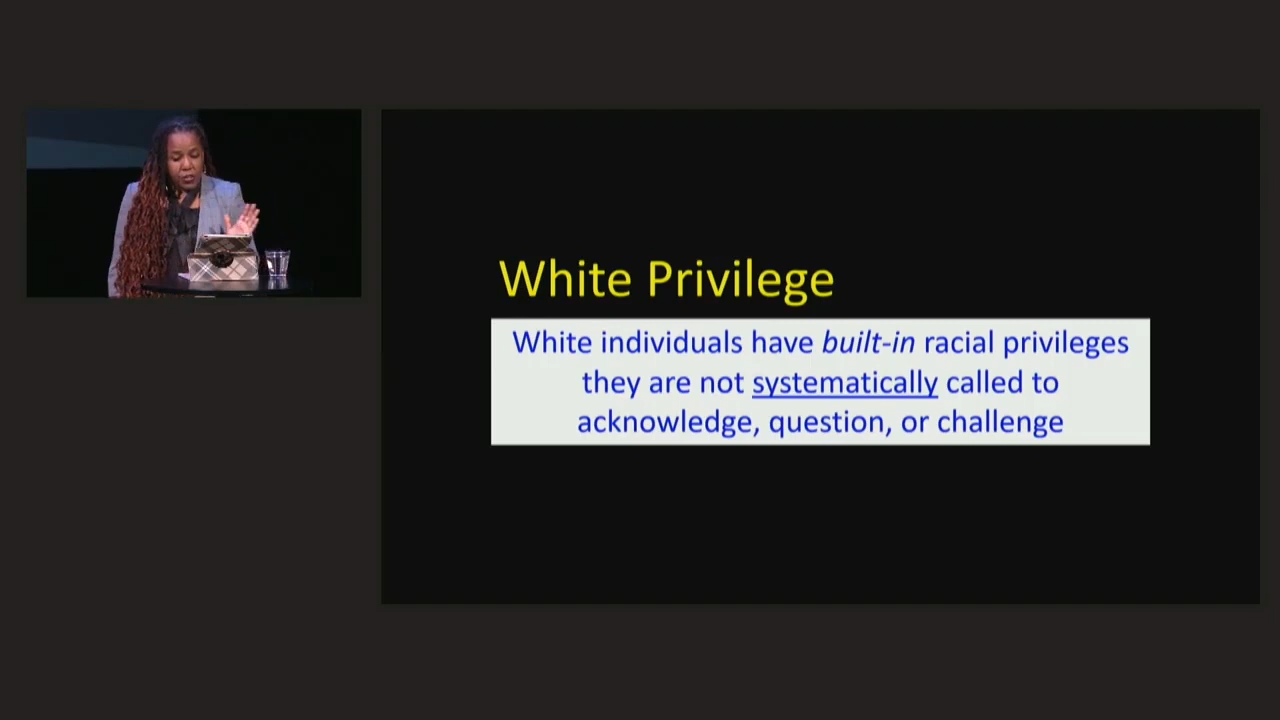 White Privilege
White individuals have built-in racial privileges
they are not systematically called to
acknowledge, question, or challenge